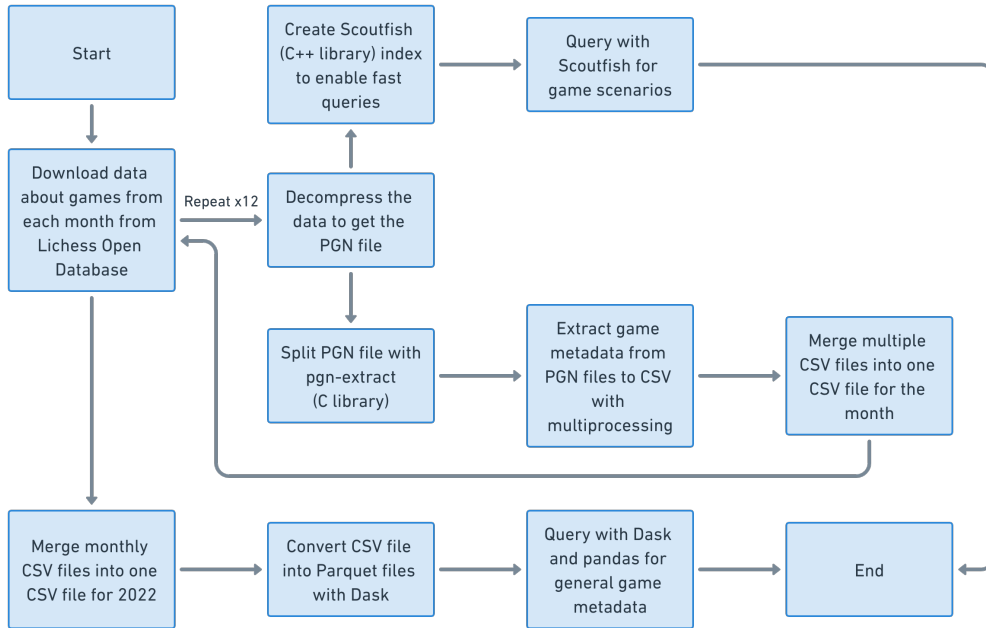 Start
Create Scoutfish
(C++ library) index
to enable fast
queries
Query with
Scoutfish for
game scenarios
Download data
about games from
each month from
Lichess Open
Database
Repeat x12
Decompress the
data to get the
PGN file
Split PGN file with
pgn-extract
(C library)
Extract game
metadata from
PGN files to CSV
with
multiprocessing
Merge multiple
CSV files into one
CSV file for the
month
Merge monthly
CSV files into one
CSV file for 2022
Convert CSV file
into Parquet files
with Dask
Query with Dask
and pandas for
general game
metadata
End